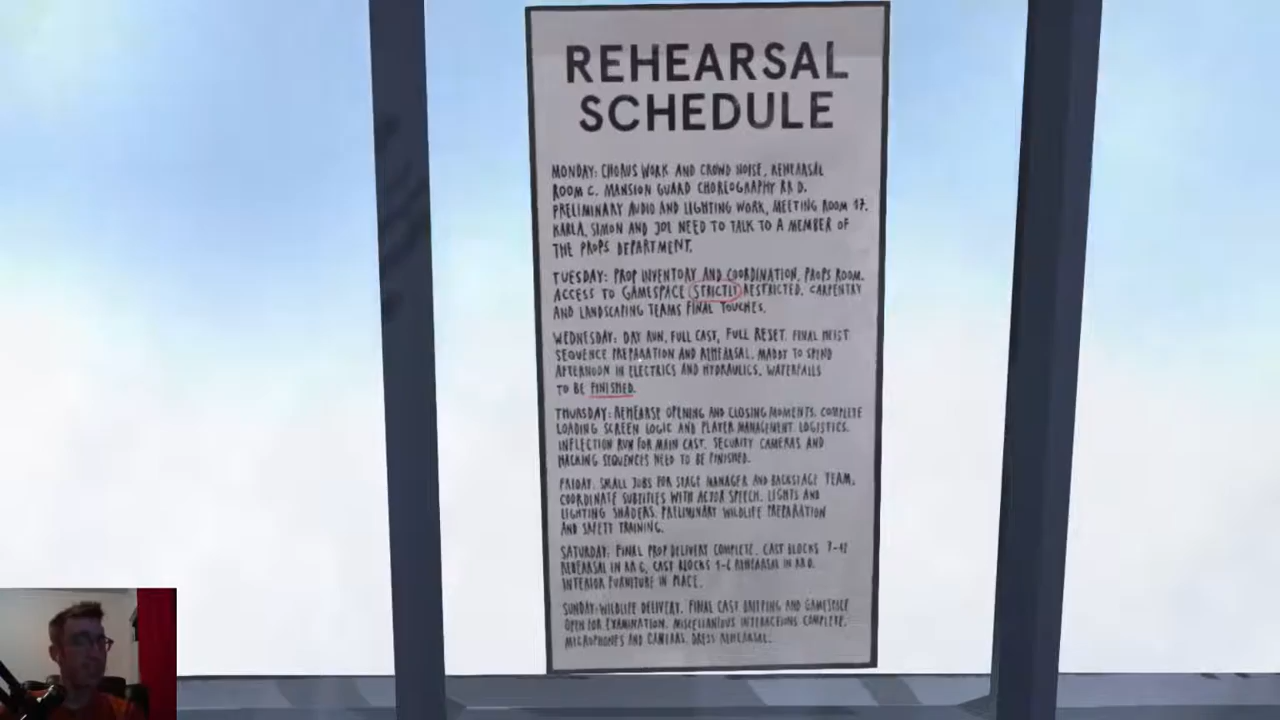 REHEARSAL
SCHEDULE
MONDAY: CHORUS WORK AND CROWD NOISE, REHEARSAL
ROOM C. MANSION GUARD CHOREOGRAPHY RR D.
PRELIMINARY AUDIO AND LIGHTING WORK, MEETING ROOM 17.
KARLA, SIMON AND JOE NEED TO TALK TO A MEMBER OF
THE PROPS DEPARTMENT.
TUESDAY: PROP INVENTORY AND COORDINATION, PROPS ROOM.
ACCESS TO GAMESPACE STRICTLY RESTRICTED. CARPENTRY
AND LANDSCAPING TEAMS FINAL TOUCHES.
WEDNESDAY: DAY RUN, FULL CAST, FULL RESET. FINAL HEIST
SEQUENCE PREPARATION AND REHEARSAL. MADDY TO SPEND
AFTERNOON IN ELECTRICS AND HYDRAULICS. WATERFALLS
TO BE FINISHED.
THURSDAY: REHEARSE OPENING AND CLOSING MOMENTS. COMPLETE
LOADING SCREEN LOGIC AND PLAYER MANAGEMENT LOGISTICS.
INFLECTION RUN FOR MAIN CAST. SECURITY CAMERAS AND
HACKING SEQUENCES NEED TO BE FINISHED.
FRIDAY: SMALL JOBS FOR STAGE MANAGER AND BACKSTAGE TEAM.
COORDINATE SUBTITLES WITH ACTOR SPEECH. LIGHTS AND
LIGHTING SHADERS. PRELIMINARY WILDLIFE PREPARATION
AND SAFETY TRAINING.
SATURDAY: FINAL PROP DELIVERY COMPLETE. CAST BLOCKS
REHEARSAL IN RR G, CAST BLOCKS 1-6 REHEARSAL IN RR D.
INTERIOR FURNITURE IN PLACE.
SUNDAY: WILDLIFE DELIVERY. FINAL CAST BRIEFING AND GAMESPACE
OPEN FOR EXAMINATION. MISCELLANEOUS INTERACTIONS COMPLETE.
MICROPHONES AND CAMERAS. DRESS REHEARSAL.